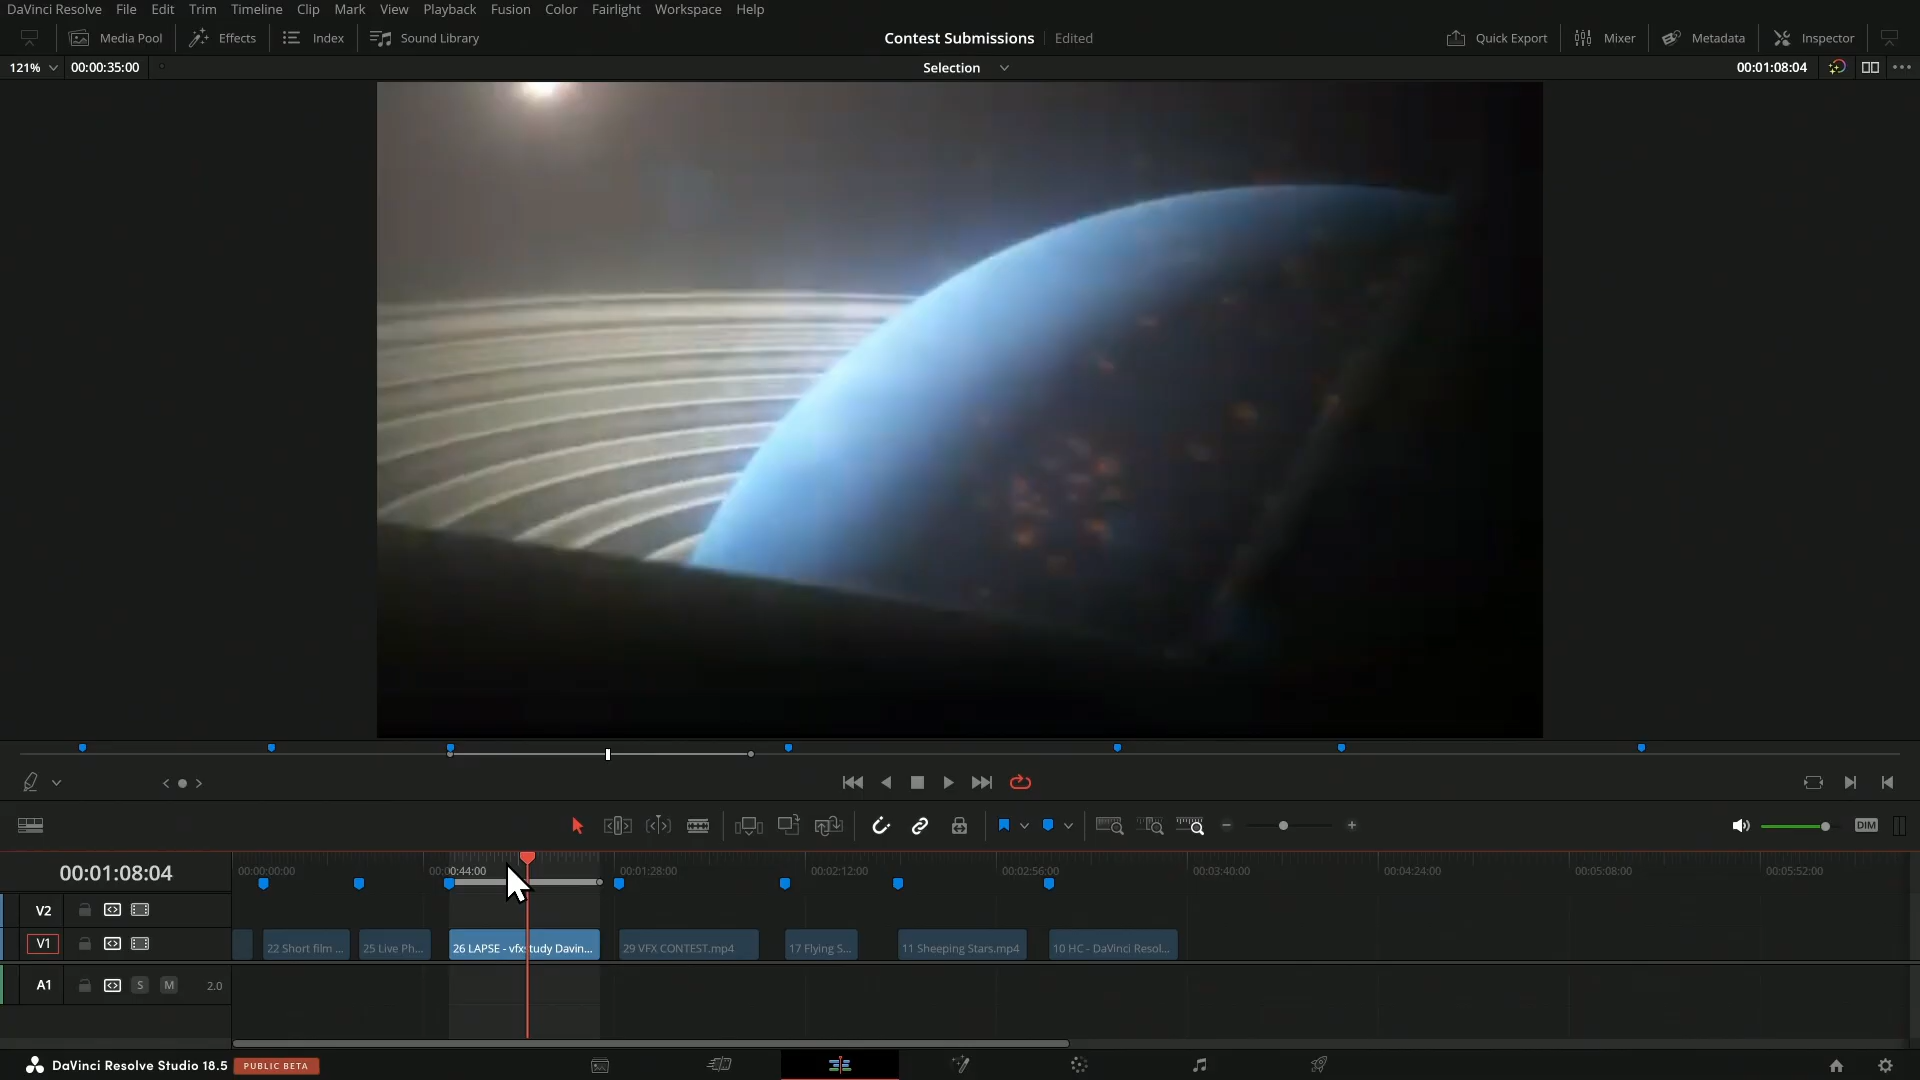 DaVinci Resolve File Edit Trim Timeline Clip Mark View Playback Fusion Color Fairlight Workspace Help
Media Pool Effects Index Sound Library Contest Submissions Edited Quick Export Mixer Metadata Inspector
121% 00:00:35:00 Selection 00:01:08:04
DIM
00:01:08:04 00:00:00:00 00:00:44:00 00:01:28:00 00:02:12:00 00:02:56:00 00:03:40:00 00:04:24:00 00:05:08:00 00:05:52:00
V2
V1 22 Short film ... 25 Live Ph... 26 LAPSE - vfxstudy Davin... 29 VFX CONTEST.mp4 17 Flying S... 11 Sheeping Stars.mp4 10 HC - DaVinci Resol...
A1 S M 2.0
DaVinci Resolve Studio 18.5 PUBLIC BETA